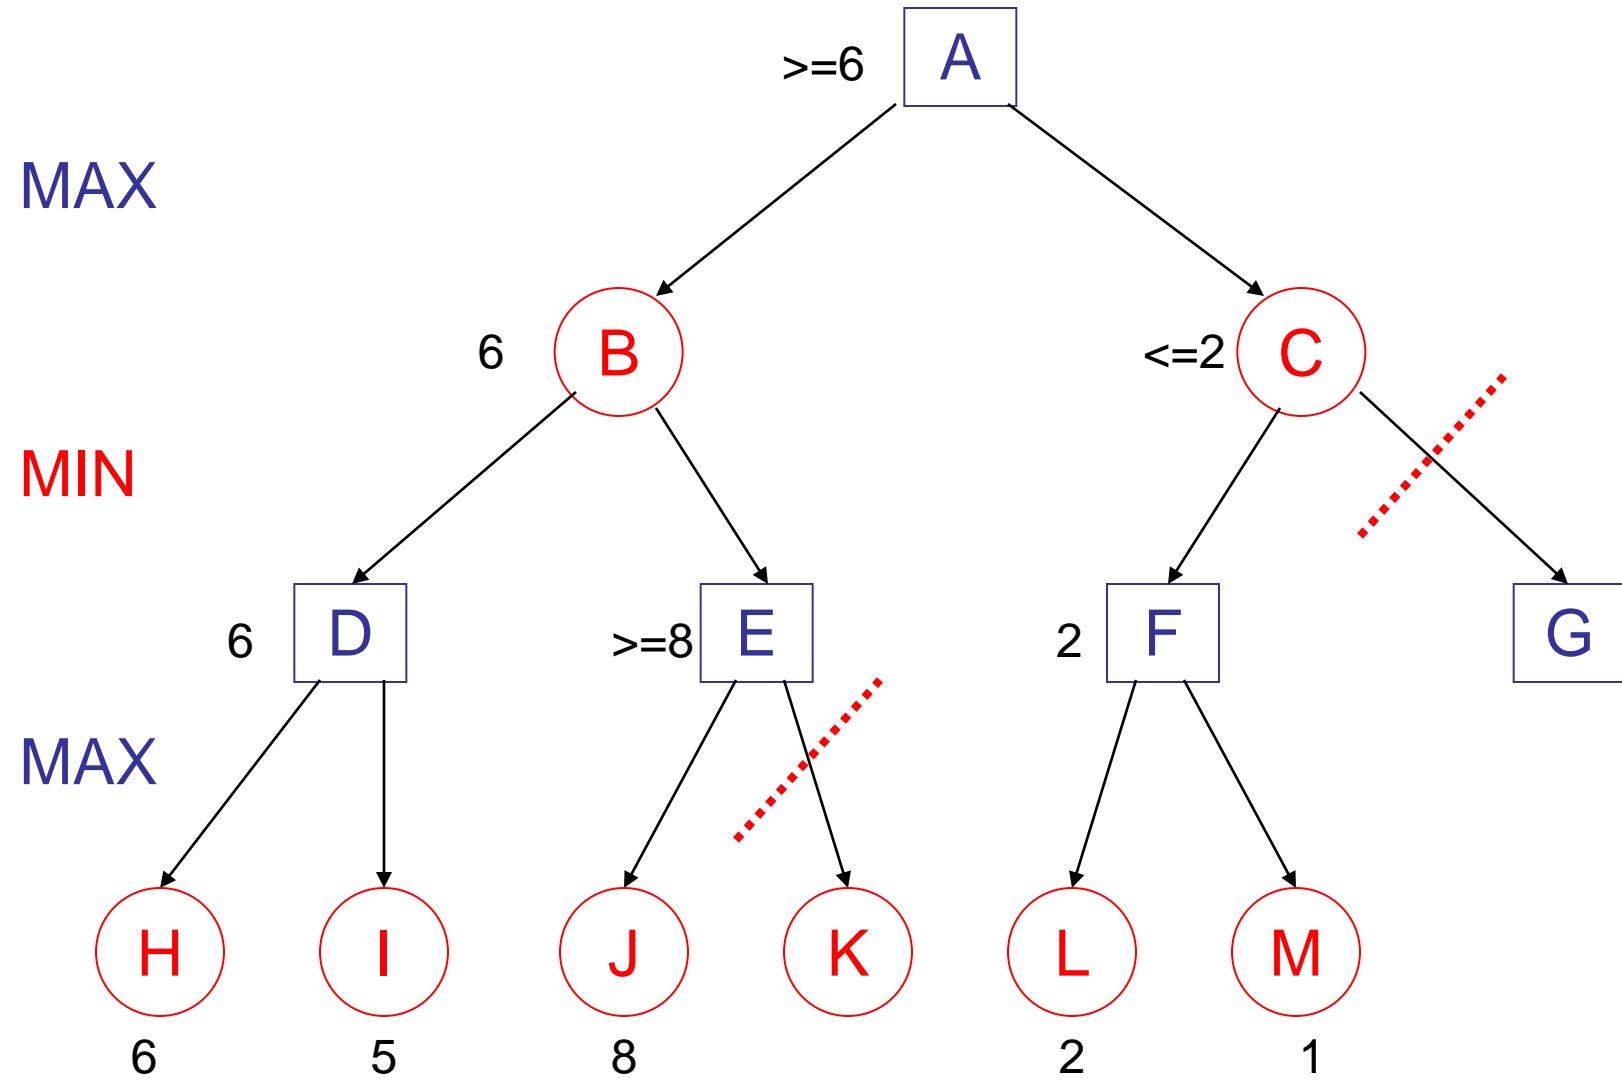 >=6 A
MAX
6 B <=2 C
MIN
6 D >=8 E 2 F G
MAX
H I J K L M
6 5 8 2 1